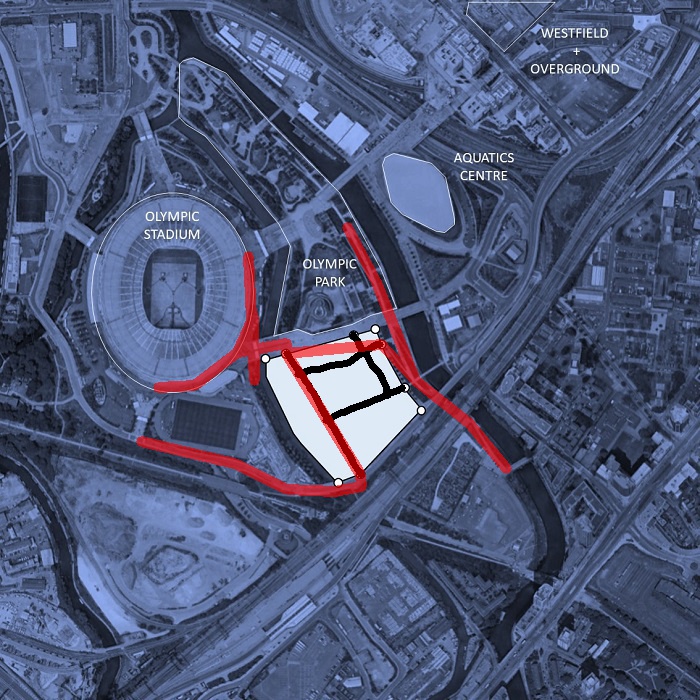 WESTFIELD
+
OVERGROUND
AQUATICS
CENTRE
OLYMPIC
STADIUM
OLYMPIC
PARK